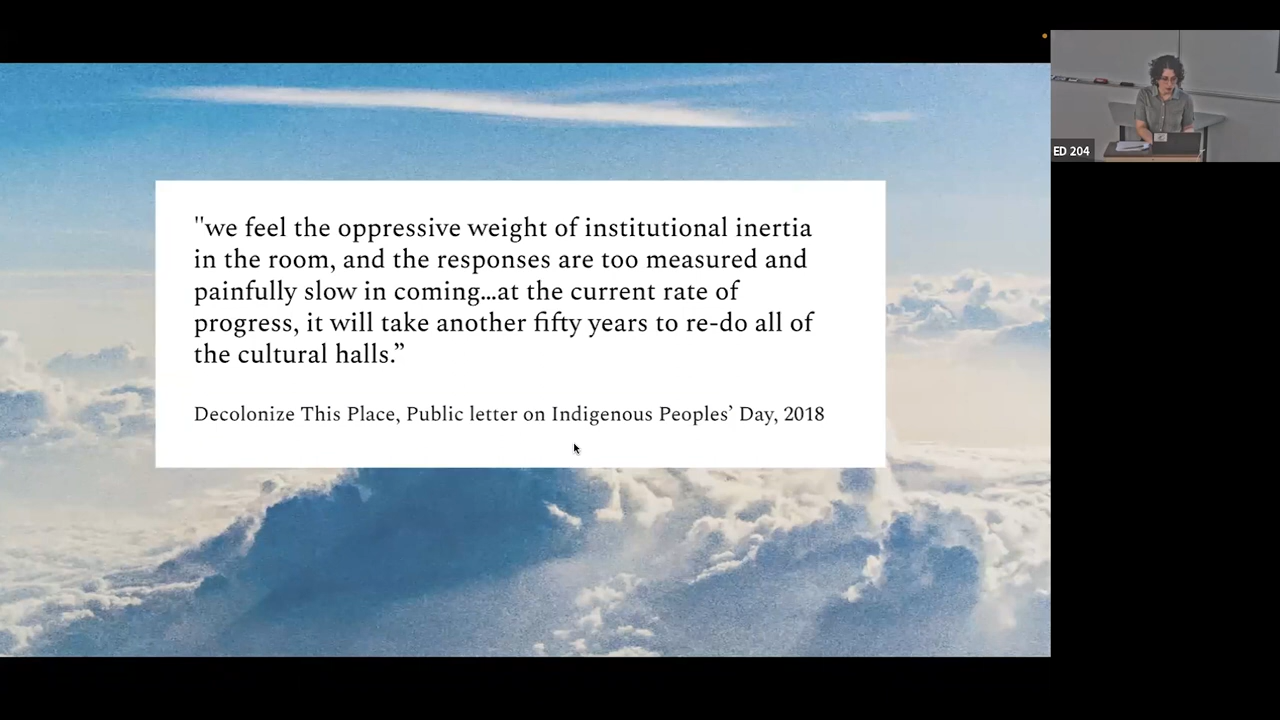 "we feel the oppressive weight of institutional inertia
in the room, and the responses are too measured and
painfully slow in coming…at the current rate of
progress, it will take another fifty years to re-do all of
the cultural halls.”
Decolonize This Place, Public letter on Indigenous Peoples’ Day, 2018
ED 204